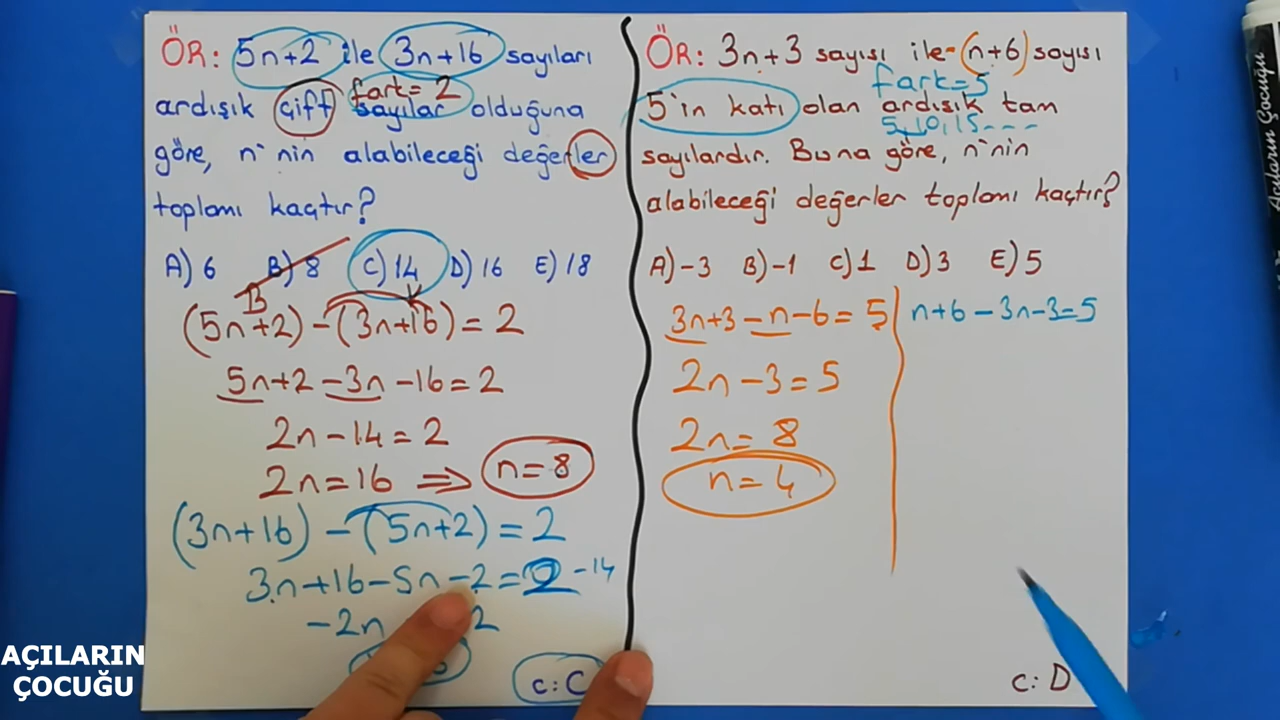 ÖR: 5n+2 ile 3n+16 sayıları
fark=2
ardışık çift sayılar olduğuna
göre, n'nin alabileceği değerler
toplamı kaçtır?
A) 6 B) 8 C) 14 D) 16 E) 18
B
(5n+2)-(3n+16)=2
5n+2-3n-16=2
2n-14=2
2n=16 ⇒ n=8
(3n+16)-(5n+2)=2
3n+16-5n-2=2 -14
-2n 2
c:C
ÖR: 3n+3 sayısı ile-(n+6) sayısı
fark=5
5'in katı olan ardışık tam
5,10,15----
sayılardır. Buna göre, n'nin
alabileceği değerler toplamı kaçtır?
A)-3 B)-1 C)1 D)3 E)5
3n+3-n-6=5
2n-3=5
2n=8
n=4
n+6-3n-3=5
c:D
AÇILARIN
ÇOCUĞU
Açıların Çocuğu